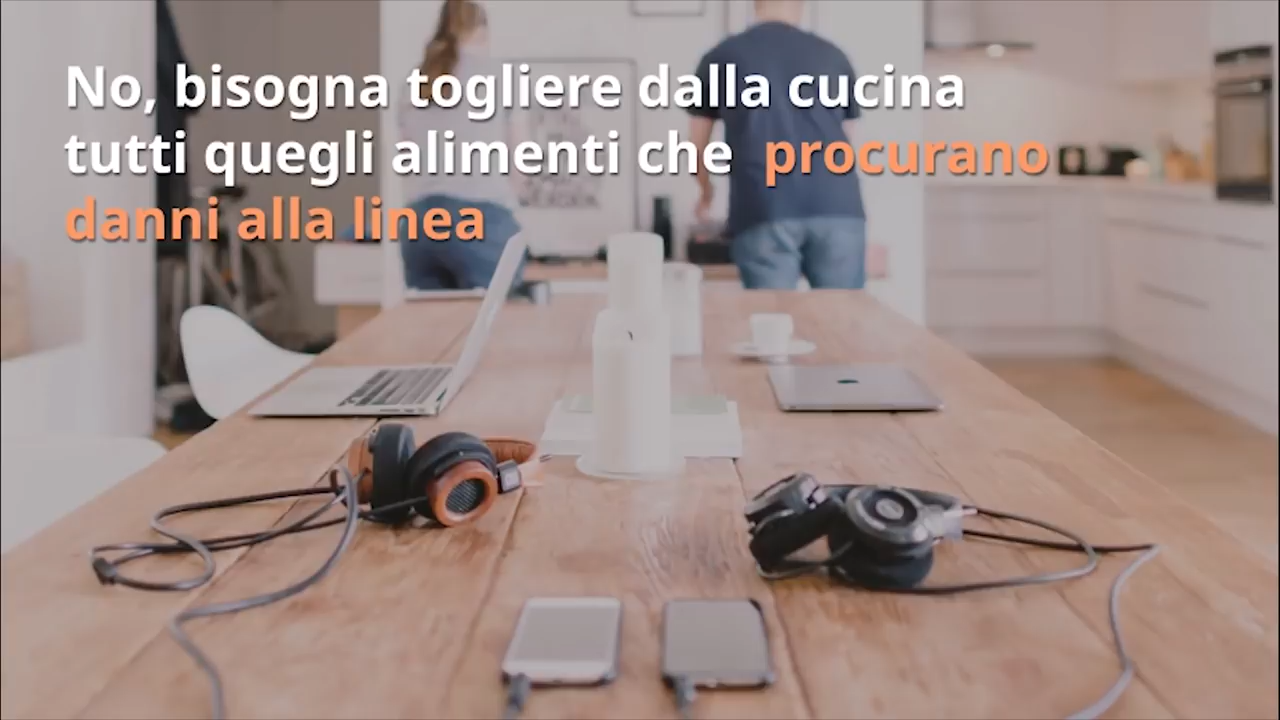 No, bisogna togliere dalla cucina
tutti quegli alimenti che procurano
danni alla linea